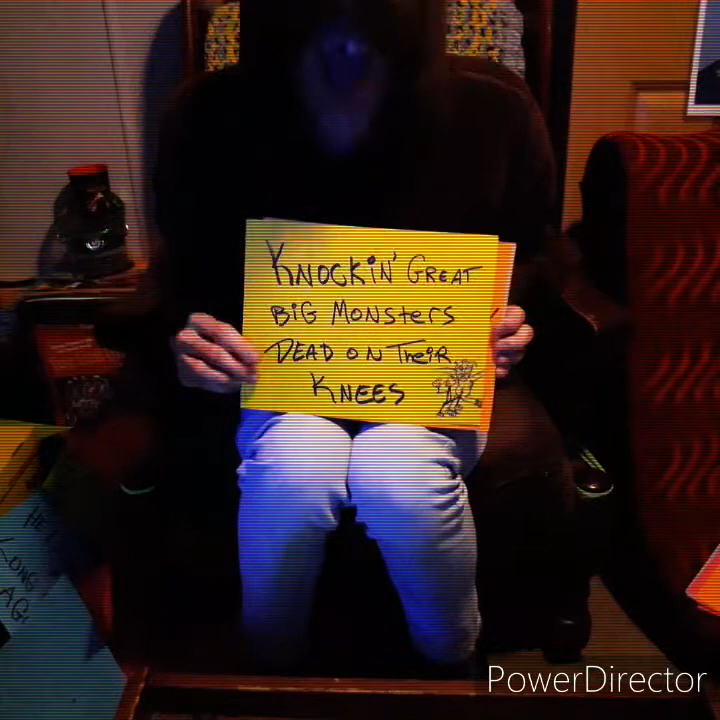 KNOCKiN' GREAT
BiG MONSTERS
DEAD ON THEiR
KNEES
PowerDirector